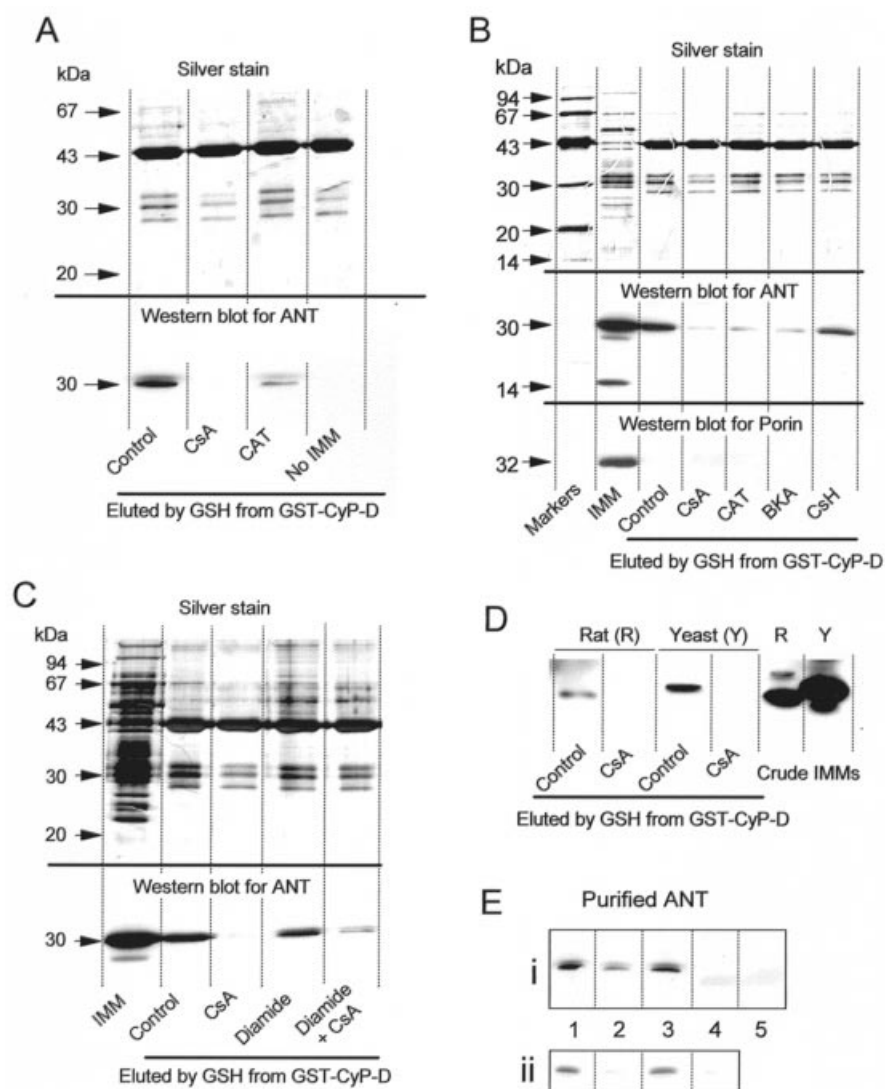 A
Silver stain
kDa
67
43
30
20
Western blot for ANT
30
Control
CsA
CAT
No IMM
Eluted by GSH from GST-CyP-D
B
Silver stain
kDa
94
67
43
30
20
14
Western blot for ANT
30
14
Western blot for Porin
32
Markers
IMM
Control
CsA
CAT
BKA
CsH
Eluted by GSH from GST-CyP-D
C
Silver stain
kDa
94
67
43
30
20
Western blot for ANT
30
IMM
Control
CsA
Diamide
Diamide
+ CsA
Eluted by GSH from GST-CyP-D
D
Rat (R) Yeast (Y) R Y
Control
CsA
Control
CsA
Crude IMMs
Eluted by GSH from GST-CyP-D
E
Purified ANT
i
1 2 3 4 5
ii